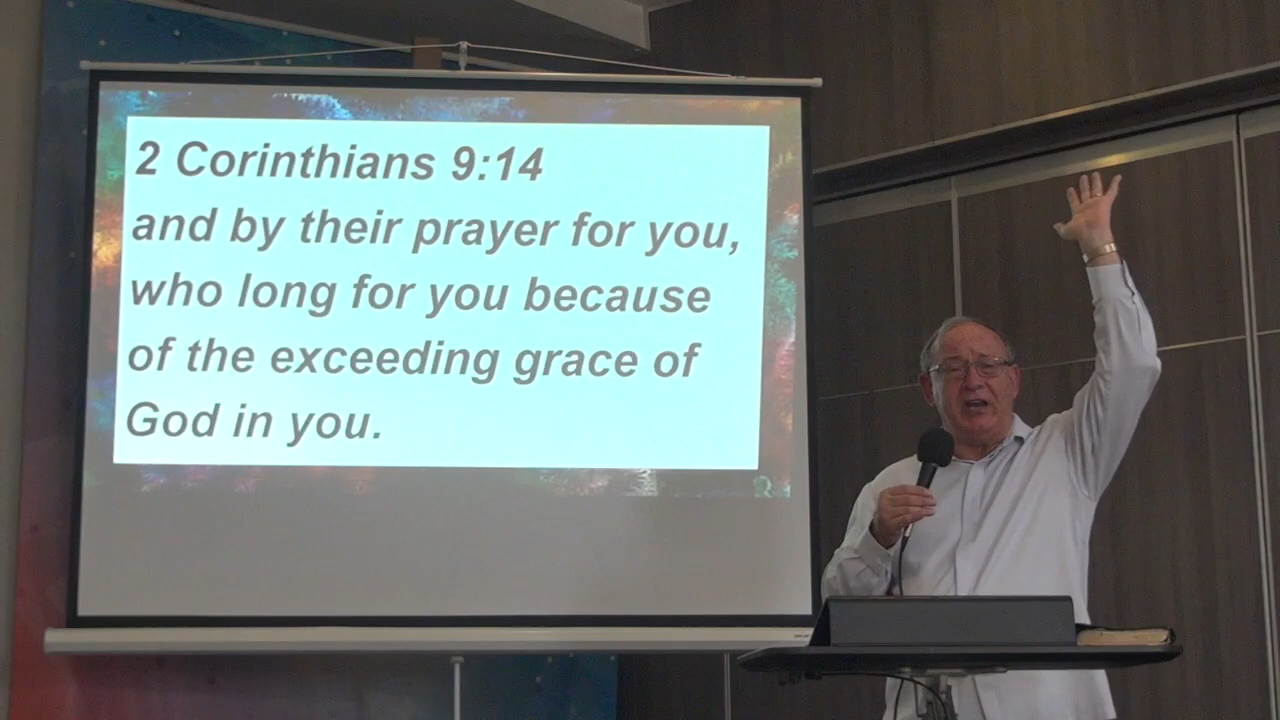 2 Corinthians 9:14
and by their prayer for you,
who long for you because
of the exceeding grace of
God in you.